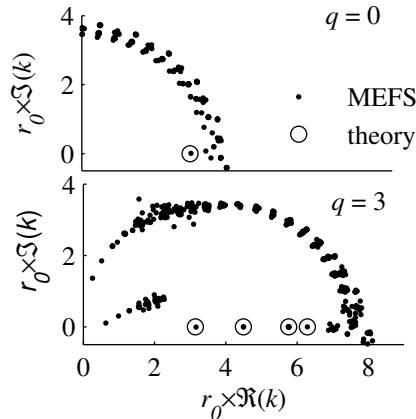 4
q = 0
r₀×ℑ(k)
2
MEFS
theory
0
4
q = 3
r₀×ℑ(k)
2
0
0 2 4 6 8
r₀×ℜ(k)